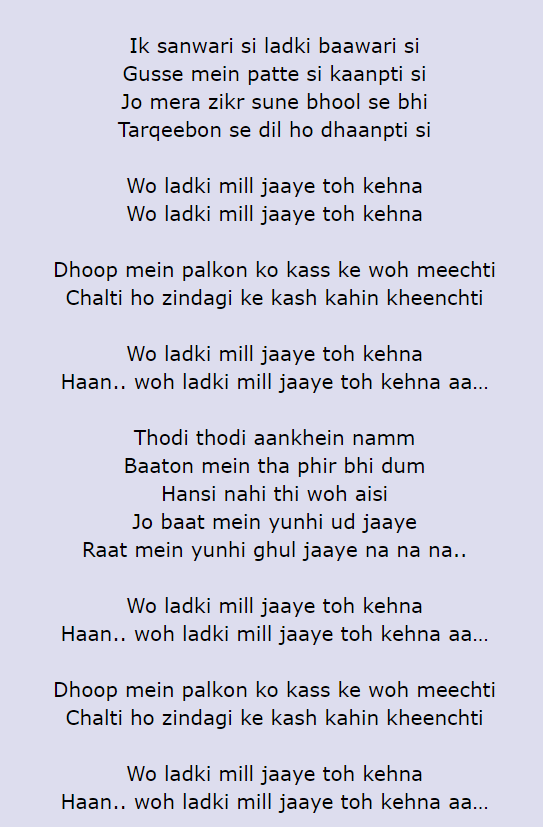 Ik sanwari si ladki baawari si
Gusse mein patte si kaanpti si
Jo mera zikr sune bhool se bhi
Tarqeebon se dil ho dhaanpti si
Wo ladki mill jaaye toh kehna
Wo ladki mill jaaye toh kehna
Dhoop mein palkon ko kass ke woh meechti
Chalti ho zindagi ke kash kahin kheenchti
Wo ladki mill jaaye toh kehna
Haan.. woh ladki mill jaaye toh kehna aa…
Thodi thodi aankhein namm
Baaton mein tha phir bhi dum
Hansi nahi thi woh aisi
Jo baat mein yunhi ud jaaye
Raat mein yunhi ghul jaaye na na na..
Wo ladki mill jaaye toh kehna
Haan.. woh ladki mill jaaye toh kehna aa…
Dhoop mein palkon ko kass ke woh meechti
Chalti ho zindagi ke kash kahin kheenchti
Wo ladki mill jaaye toh kehna
Haan.. woh ladki mill jaaye toh kehna aa…